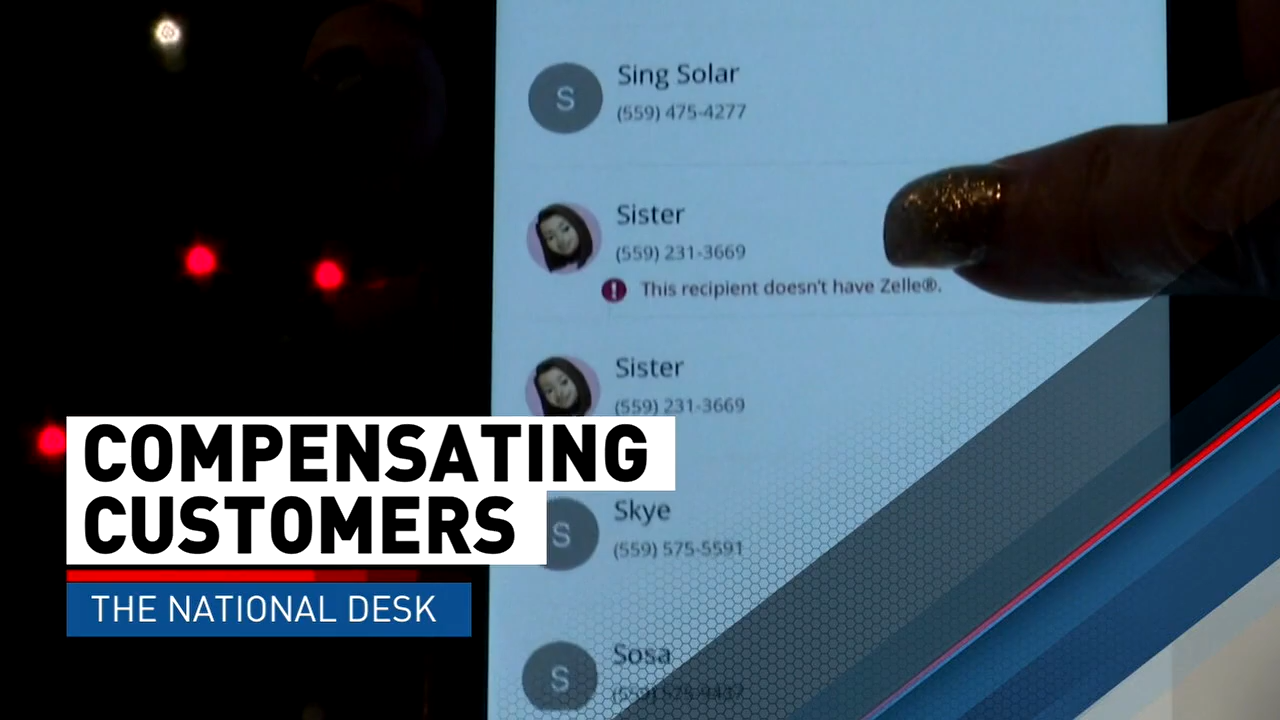 S
Sing Solar
(559) 475-4277
Sister
(559) 231-3669
! This recipient doesn't have Zelle®.
Sister
(559) 231-3669
COMPENSATING
CUSTOMERS
S
Skye
(559) 575-5591
THE NATIONAL DESK
S
Sosa